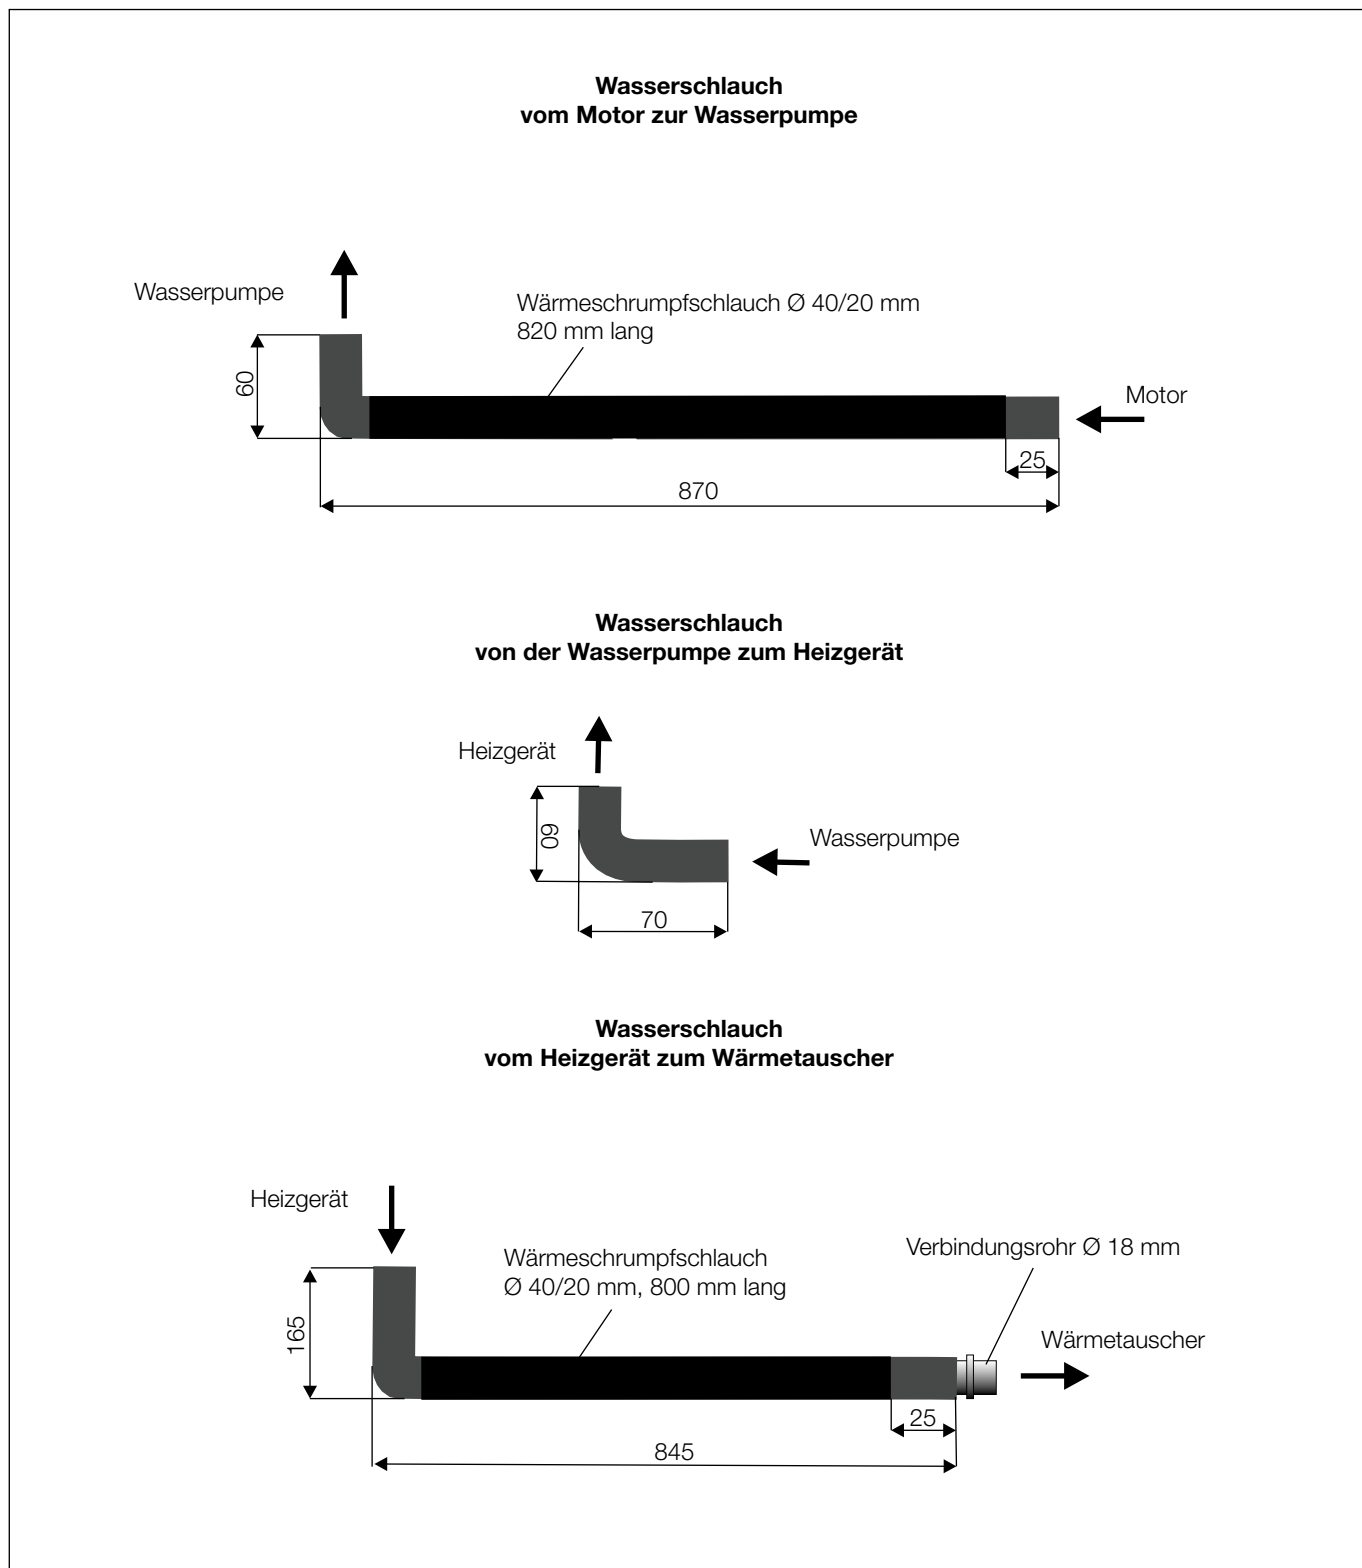 Wasserschlauch
vom Motor zur Wasserpumpe
Wasserpumpe
Wärmeschrumpfschlauch Ø 40/20 mm
820 mm lang
60
Motor
25
870
Wasserschlauch
von der Wasserpumpe zum Heizgerät
Heizgerät
60
Wasserpumpe
70
Wasserschlauch
vom Heizgerät zum Wärmetauscher
Heizgerät
Wärmeschrumpfschlauch
Ø 40/20 mm, 800 mm lang
Verbindungsrohr Ø 18 mm
165
Wärmetauscher
25
845